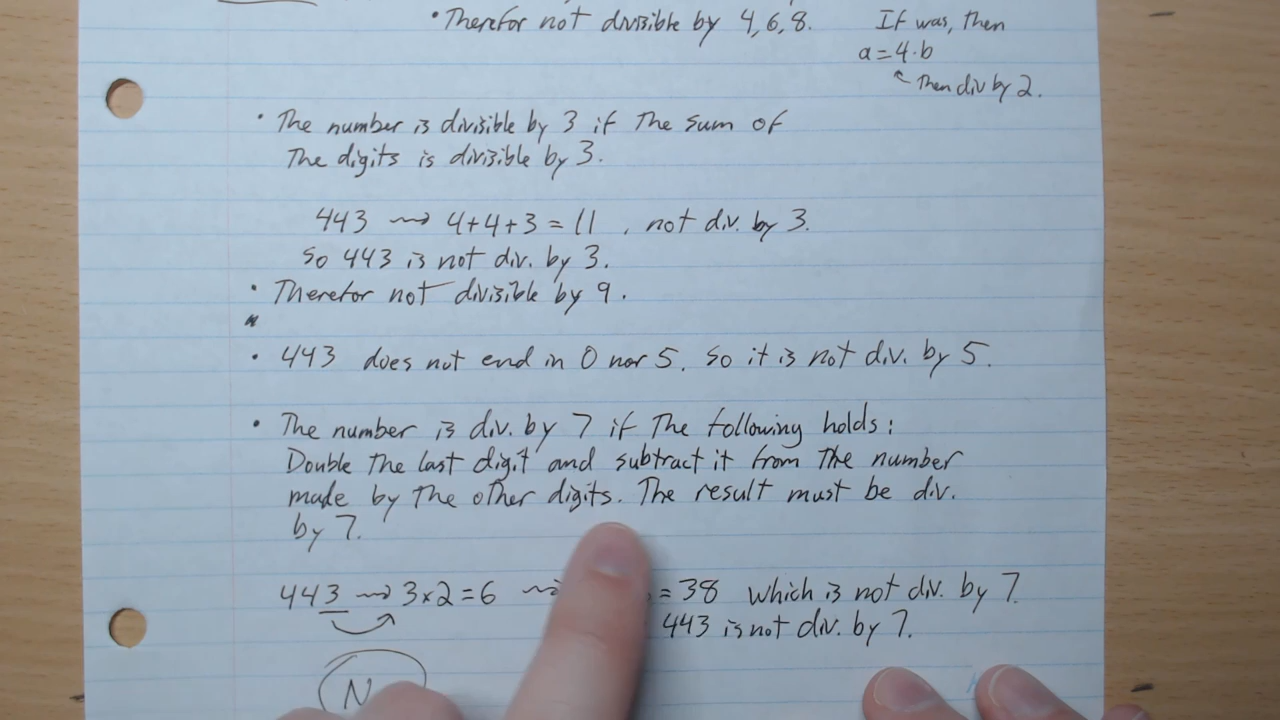 • Therefor not divisible by 4, 6, 8.
If was, then
a = 4·b
↖ Then div by 2.
• The number is divisible by 3 if the sum of
the digits is divisible by 3.
443 ⇝ 4+4+3 = 11, not div. by 3.
So 443 is not div. by 3.
• Therefor not divisible by 9.
• 443 does not end in 0 nor 5. So it is not div. by 5.
• The number is div. by 7 if the following holds:
Double the last digit and subtract it from the number
made by the other digits. The result must be div.
by 7.
443 ⇝ 3×2 = 6 ⇝ = 38 which is not div. by 7.
443 is not div. by 7.